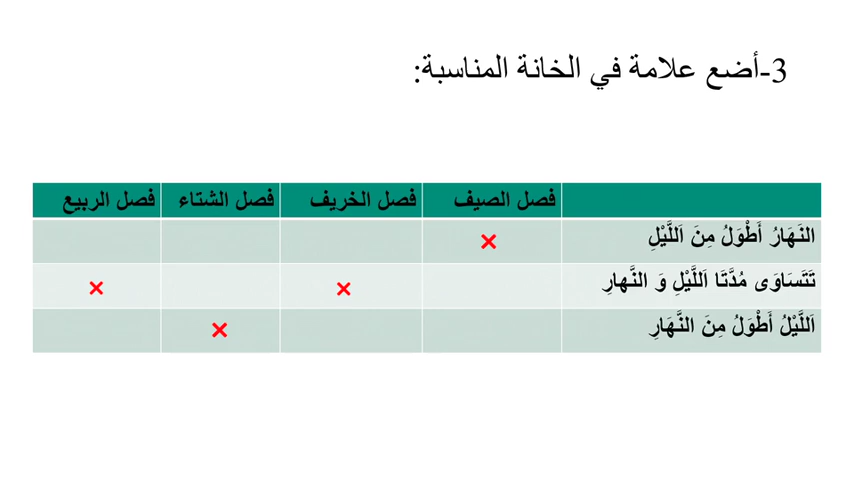 3-أضع علامة في الخانة المناسبة:
فصل الصيف فصل الخريف فصل الشتاء فصل الربيع
النَهَارُ أَطْوَلُ مِنَ اَللَّيْلِ ×
تَتَسَاوَى مُدَّتَا اَللَّيْلِ وَ النَّهارِ × ×
اَللَّيْلُ أَطْوَلُ مِنَ النَّهَارِ ×